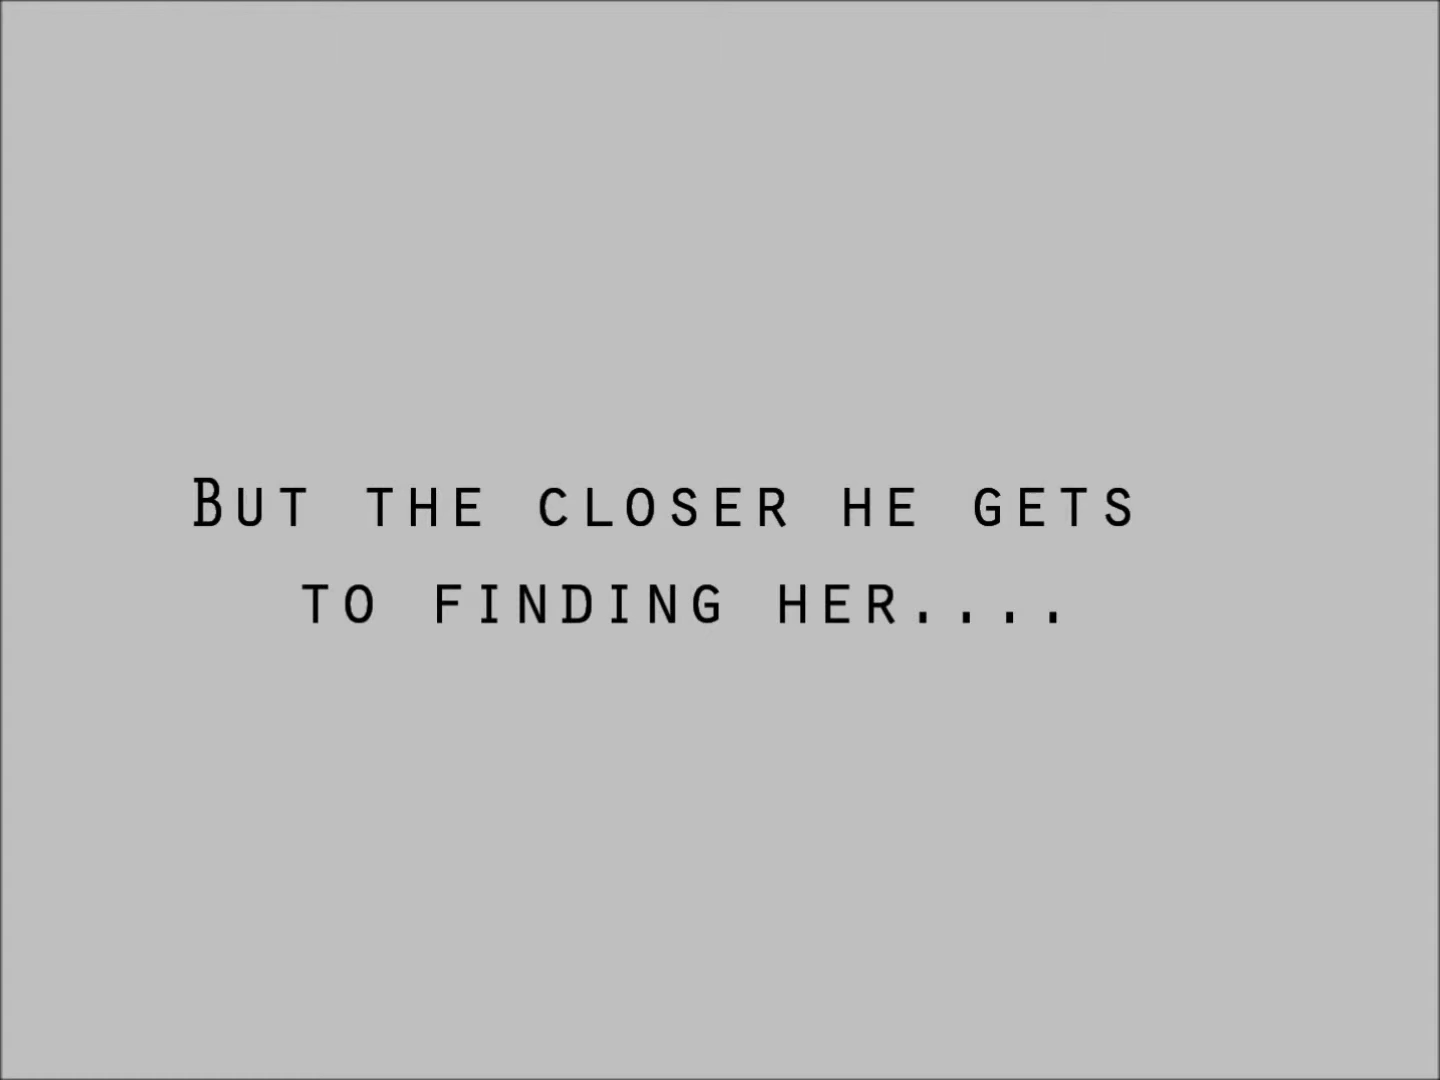 But the closer he gets
to finding her....